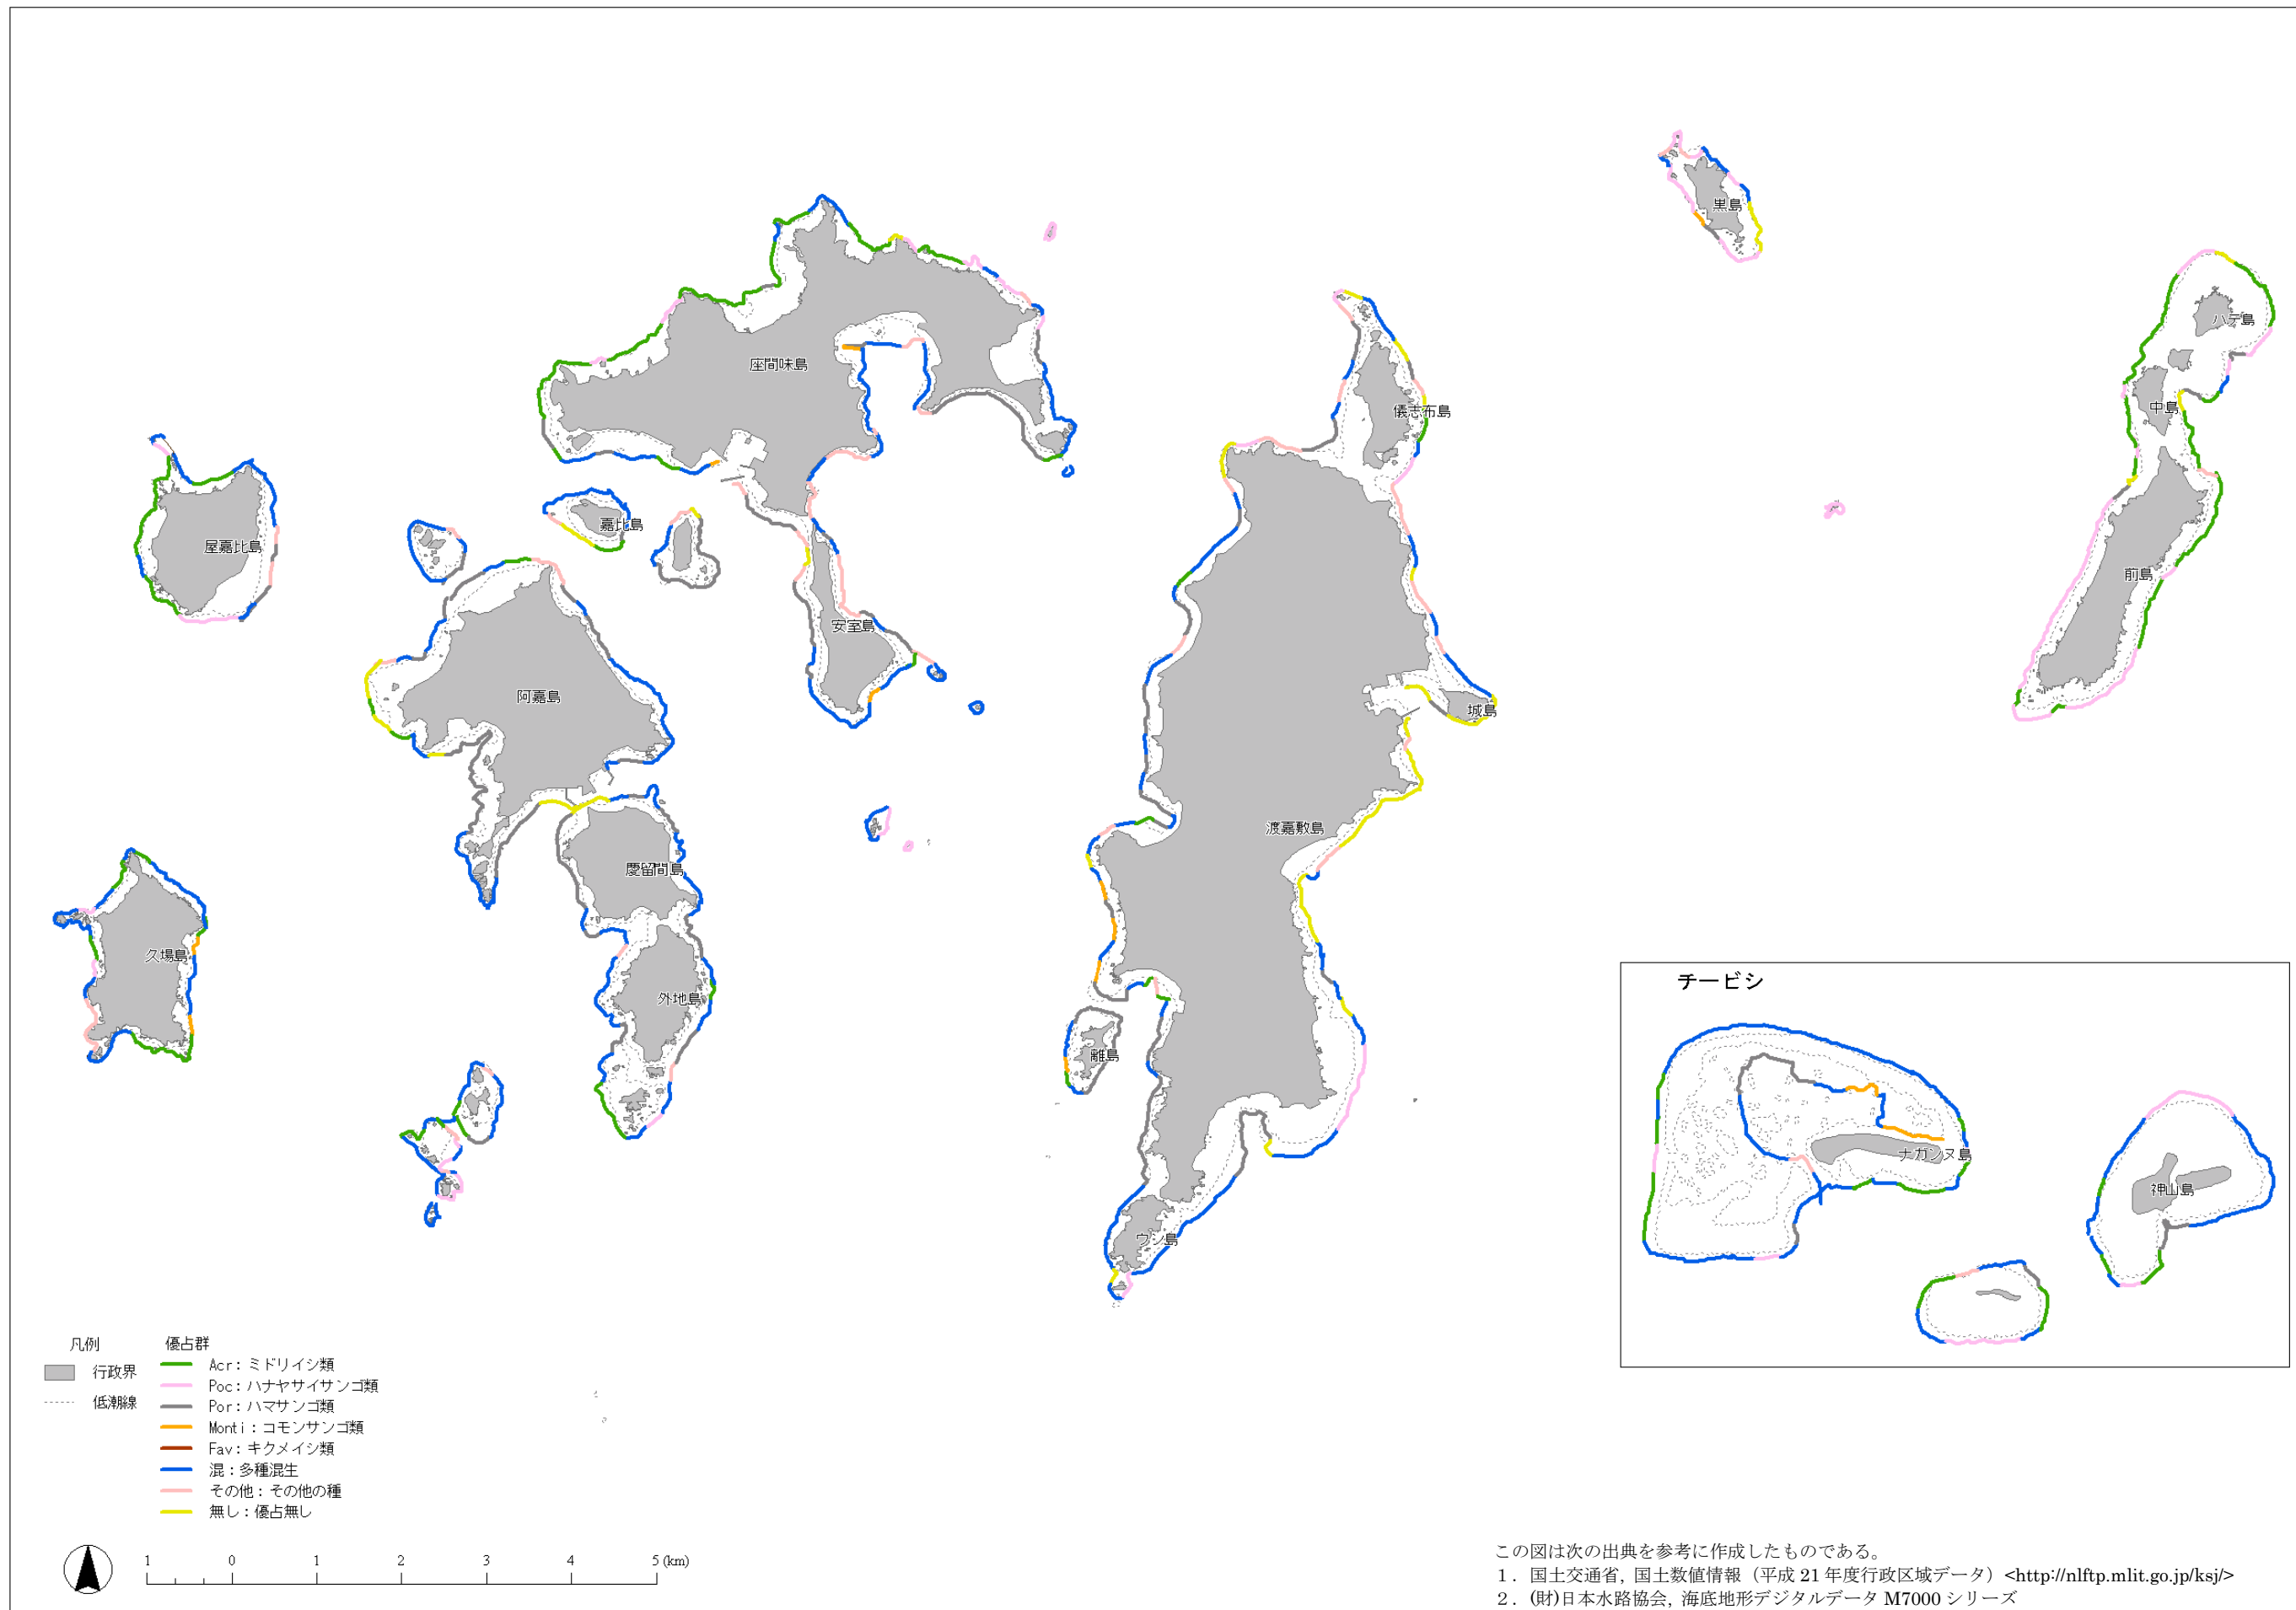 黒島
ハテ島
座間味島
中島
儀志布島
嘉比島
屋嘉比島
前島
安室島
阿嘉島
城島
渡嘉敷島
慶留間島
久場島
外地島
離島
ウン島
チービシ
ナガンヌ島
神山島
凡例
行政界
低潮線
優占群
Acr:ミドリイシ類
Poc:ハナヤサイサンゴ類
Por:ハマサンゴ類
Monti:コモンサンゴ類
Fav:キクメイシ類
混:多種混生
その他:その他の種
無し:優占無し
1 0 1 2 3 4 5 (km)
この図は次の出典を参考に作成したものである。
1. 国土交通省, 国土数値情報(平成 21 年度行政区域データ)<http://nlftp.mlit.go.jp/ksj/>
2. (財)日本水路協会, 海底地形デジタルデータ M7000 シリーズ